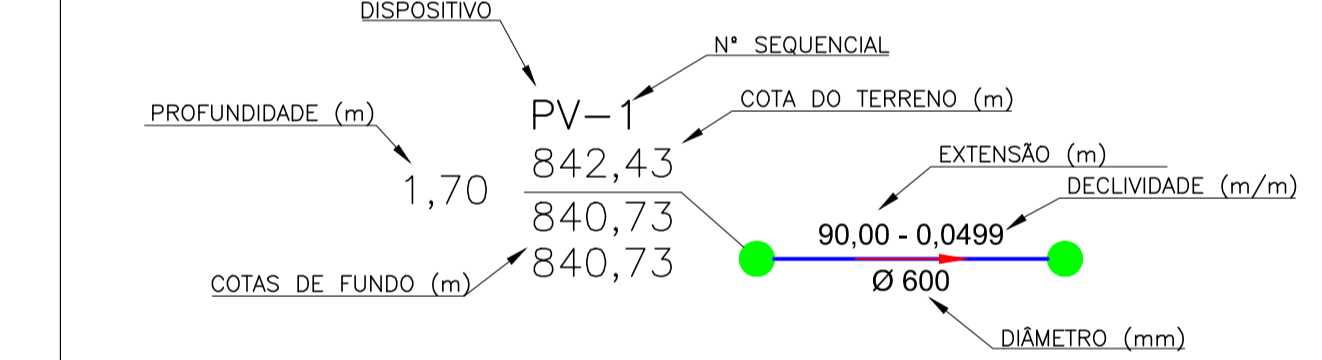 DISPOSITIVO
Nº SEQUENCIAL
PROFUNDIDADE (m)
PV-1
COTA DO TERRENO (m)
842,43
1,70
EXTENSÃO (m)
DECLIVIDADE (m/m)
840,73
90,00 - 0,0499
840,73
COTAS DE FUNDO (m)
Ø 600
DIÂMETRO (mm)